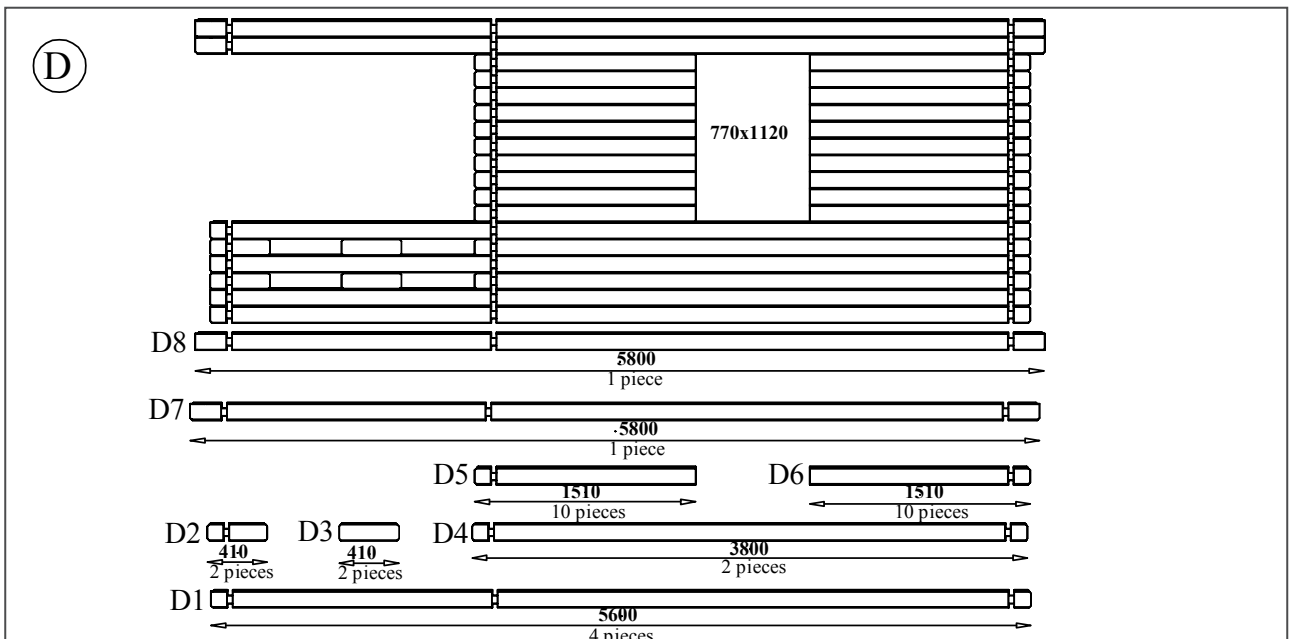 D
770x1120
D8
5800
1 piece
D7
5800
1 piece
D5
1510
10 pieces
D6
1510
10 pieces
D2
410
2 pieces
D3
410
2 pieces
D4
3800
2 pieces
D1
5600
4 pieces